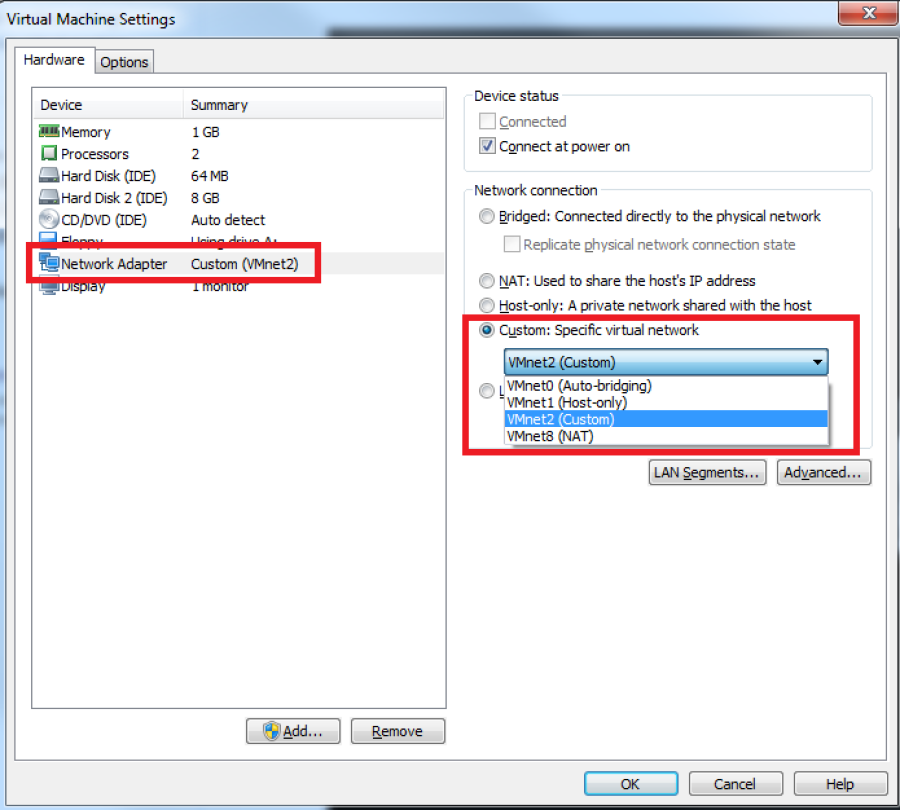 Virtual Machine Settings
Hardware
Options
Device Summary
Memory 1 GB
Processors 2
Hard Disk (IDE) 64 MB
Hard Disk 2 (IDE) 8 GB
CD/DVD (IDE) Auto detect
Floppy Using drive A:
Network Adapter Custom (VMnet2)
Display 1 monitor
Add...
Remove
Device status
Connected
Connect at power on
Network connection
Bridged: Connected directly to the physical network
Replicate physical network connection state
NAT: Used to share the host's IP address
Host-only: A private network shared with the host
Custom: Specific virtual network
VMnet2 (Custom)
VMnet0 (Auto-bridging)
VMnet1 (Host-only)
VMnet2 (Custom)
VMnet8 (NAT)
LAN Segments...
Advanced...
OK
Cancel
Help